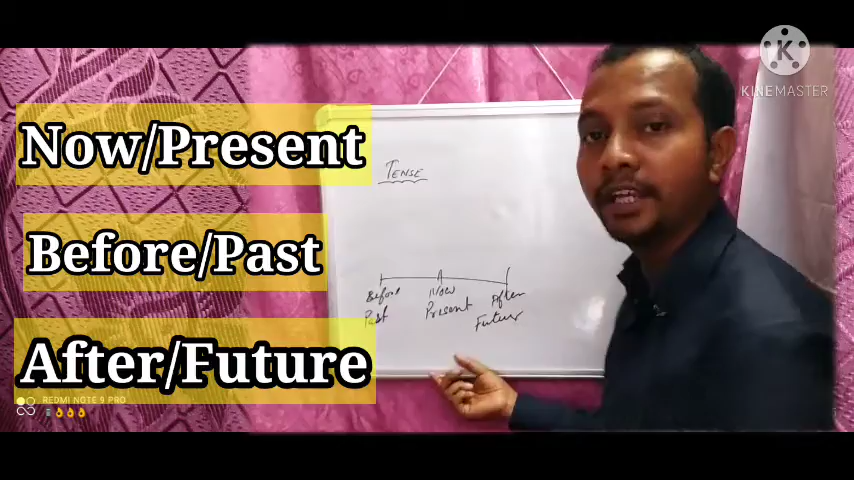 KINEMASTER
Now/Present
Before/Past
After/Future
TENSE
Before
Past
Now
Present
After
Future
REDMI NOTE 9 PRO